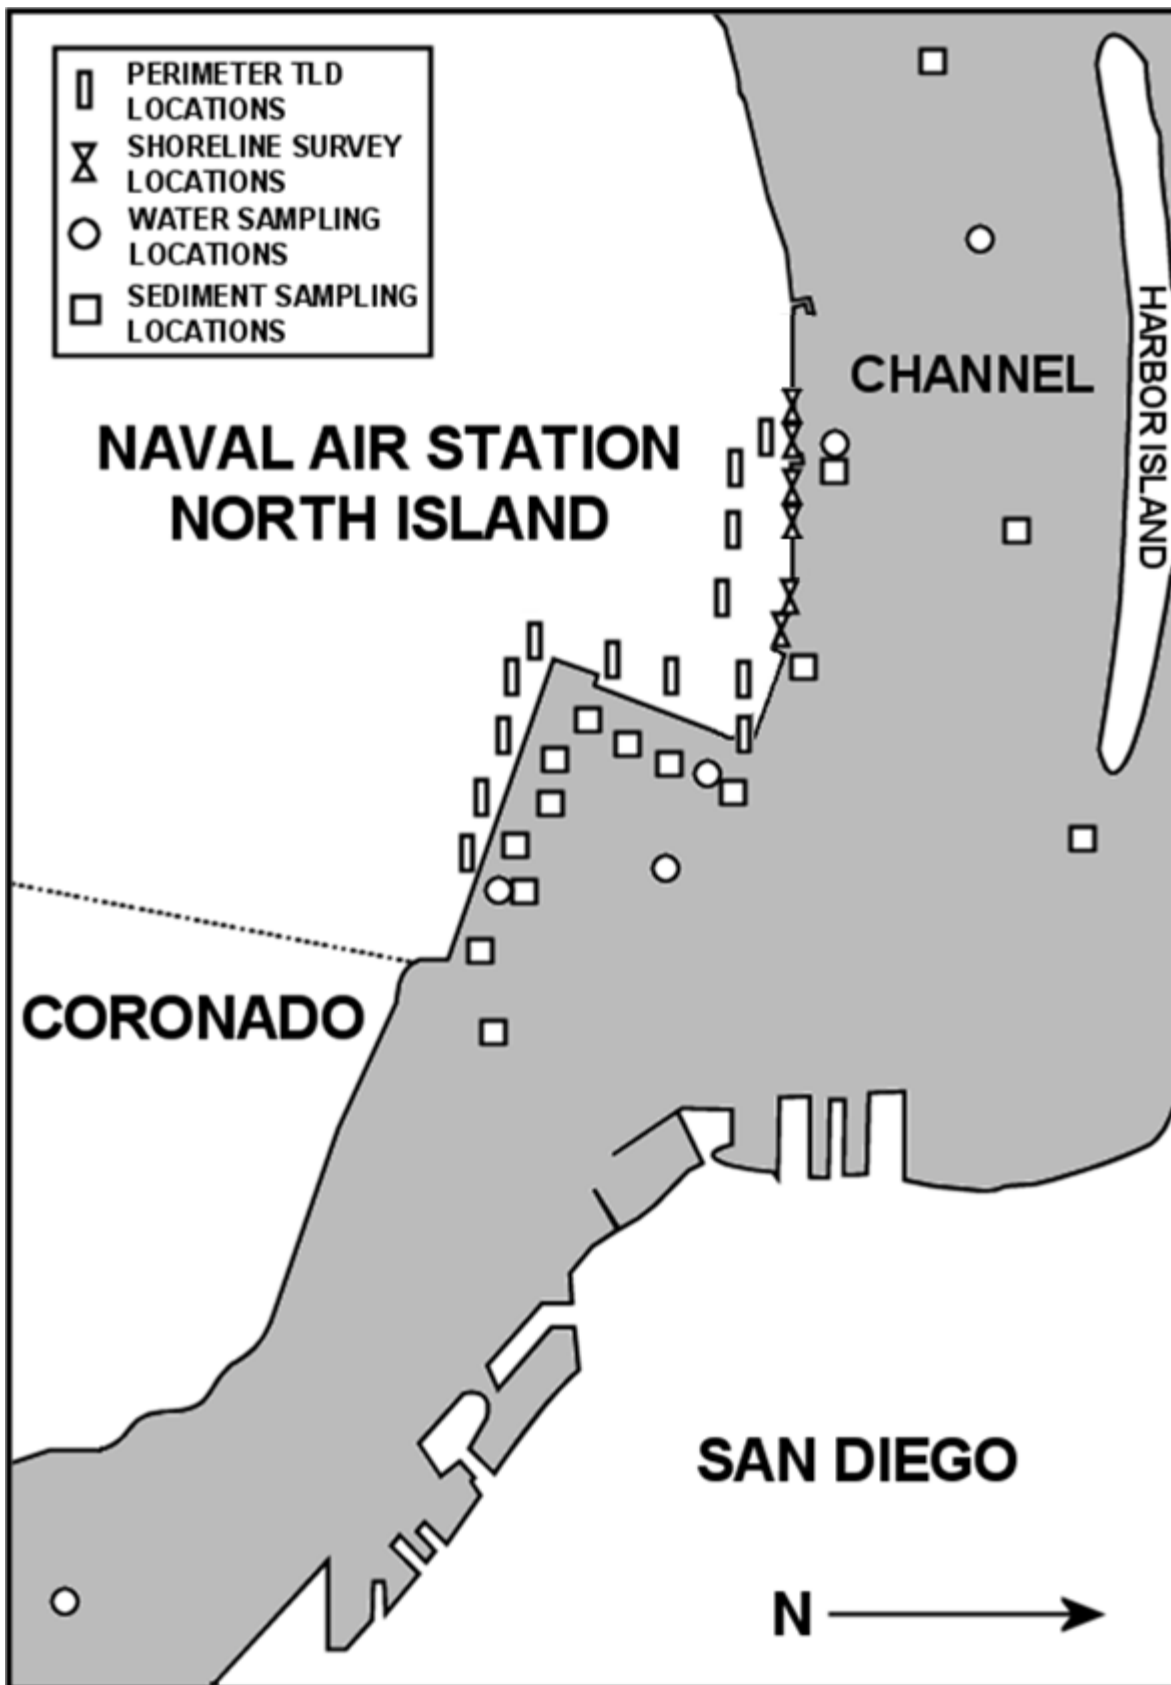 PERIMETER TLD
LOCATIONS
SHORELINE SURVEY
LOCATIONS
WATER SAMPLING
LOCATIONS
SEDIMENT SAMPLING
LOCATIONS
HARBOR ISLAND
CHANNEL
NAVAL AIR STATION
NORTH ISLAND
CORONADO
SAN DIEGO
N